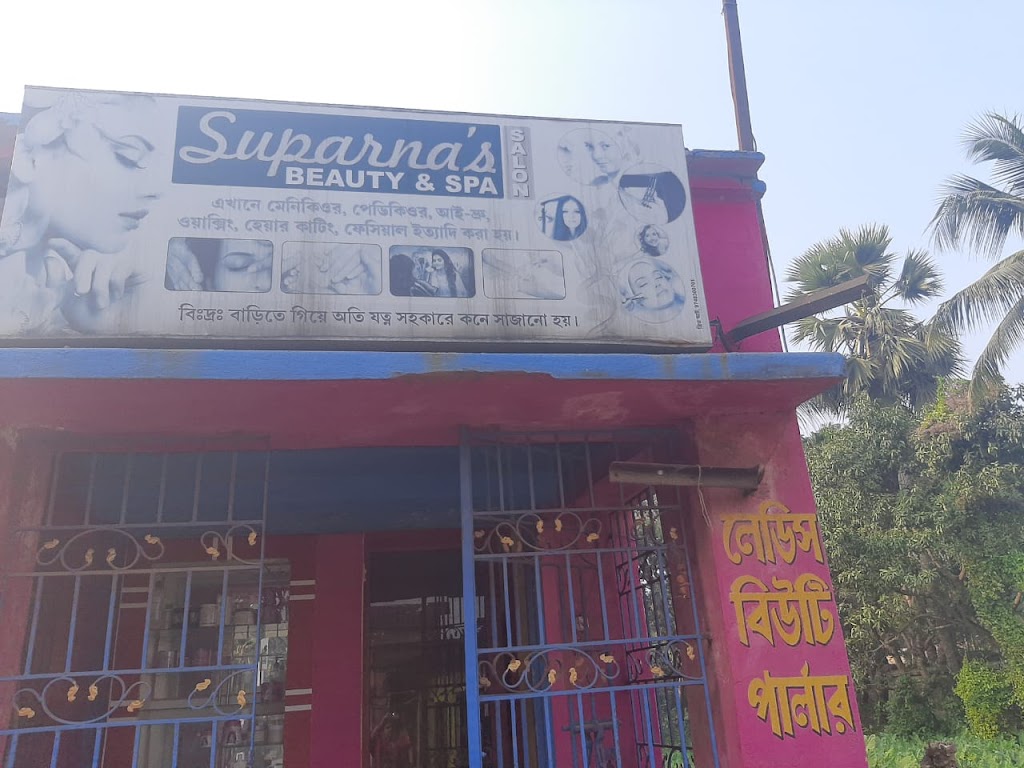 Suparna's
SALON
BEAUTY & SPA
এখানে মেনিকিওর, পেডিকিওর, আই-ভ্রু,
ওয়াক্সিং, হেয়ার কাটিং, ফেসিয়াল ইত্যাদি করা হয়।
বিঃদ্রঃ বাড়িতে গিয়ে অতি যত্ন সহকারে কনে সাজানো হয়।
লেডিস
বিউটি
পার্লার